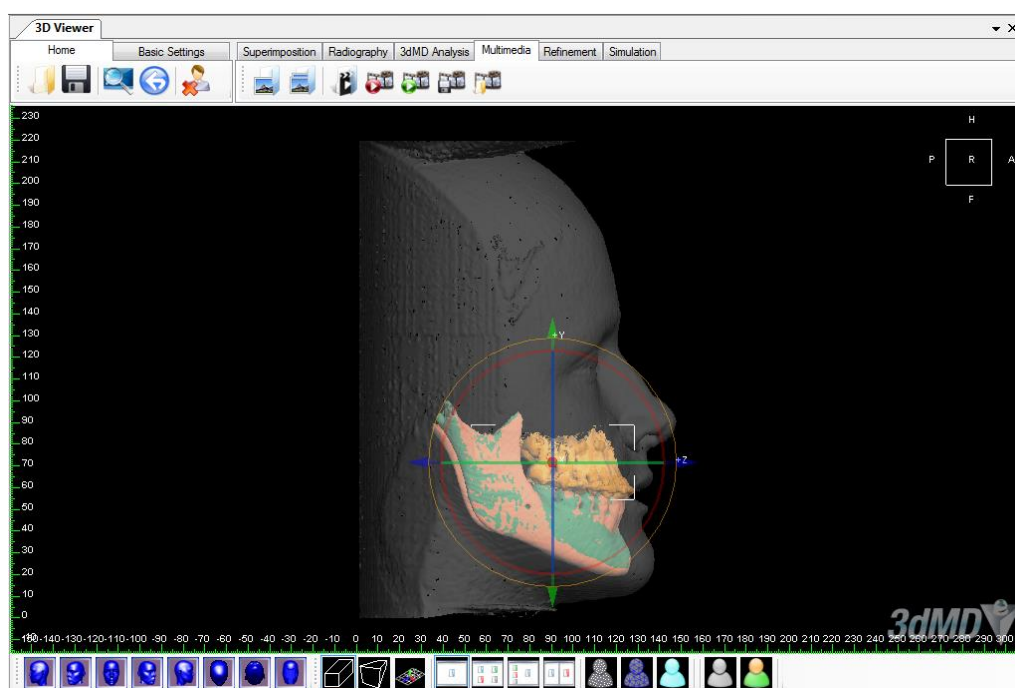 3D Viewer
Home Basic Settings Superimposition Radiography 3dMD Analysis Multimedia Refinement Simulation
230
220
210
200
190
180
170
160
150
140
130
120
110
100
90
80
70
60
50
40
30
20
10
0
H
P R A
F
+Y
+Z
3dMD
-140 -130 -120 -110 -100 -90 -80 -70 -60 -50 -40 -30 -20 -10 0 10 20 30 40 50 60 70 80 90 100 110 120 130 140 150 160 170 180 190 200 210 220 230 240 250 260 270 280 290 300